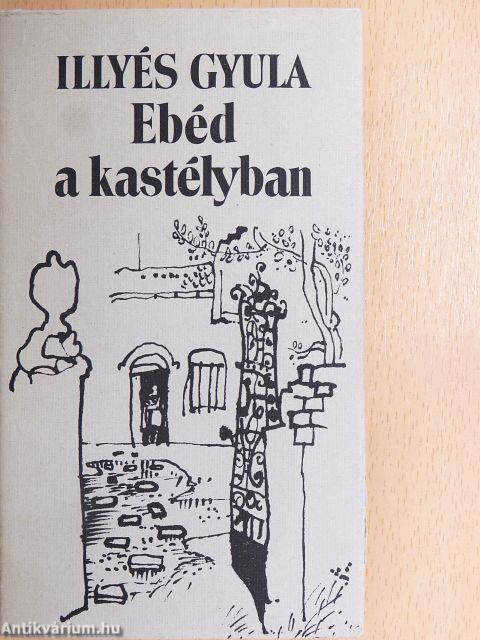 ILLYÉS GYULA
Ebéd
a kastélyban
Antikvárium.hu